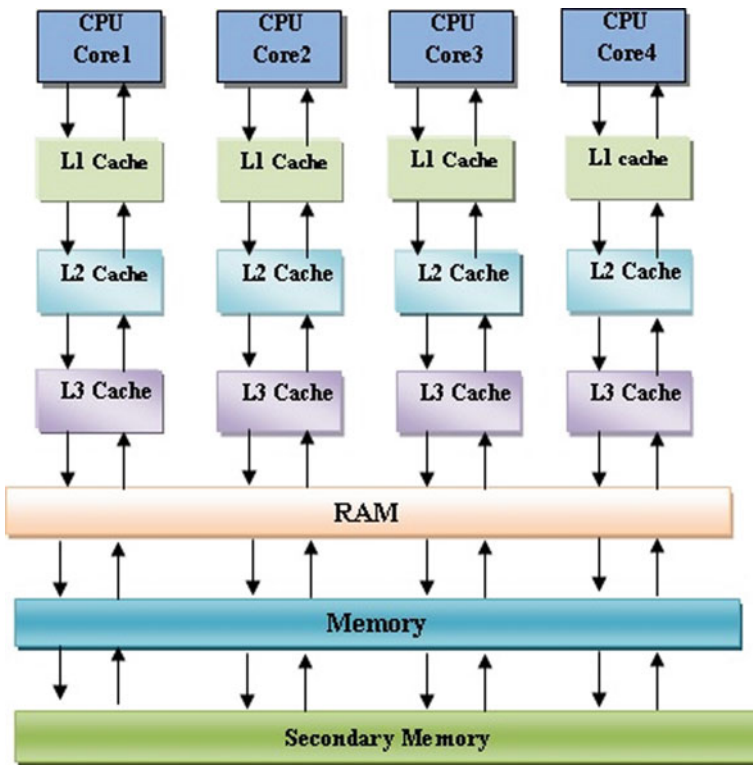 CPU
Core1
CPU
Core2
CPU
Core3
CPU
Core4
L1 Cache
L1 Cache
L1 Cache
L1 cache
L2 Cache
L2 Cache
L2 Cache
L2 Cache
L3 Cache
L3 Cache
L3 Cache
L3 Cache
RAM
Memory
Secondary Memory